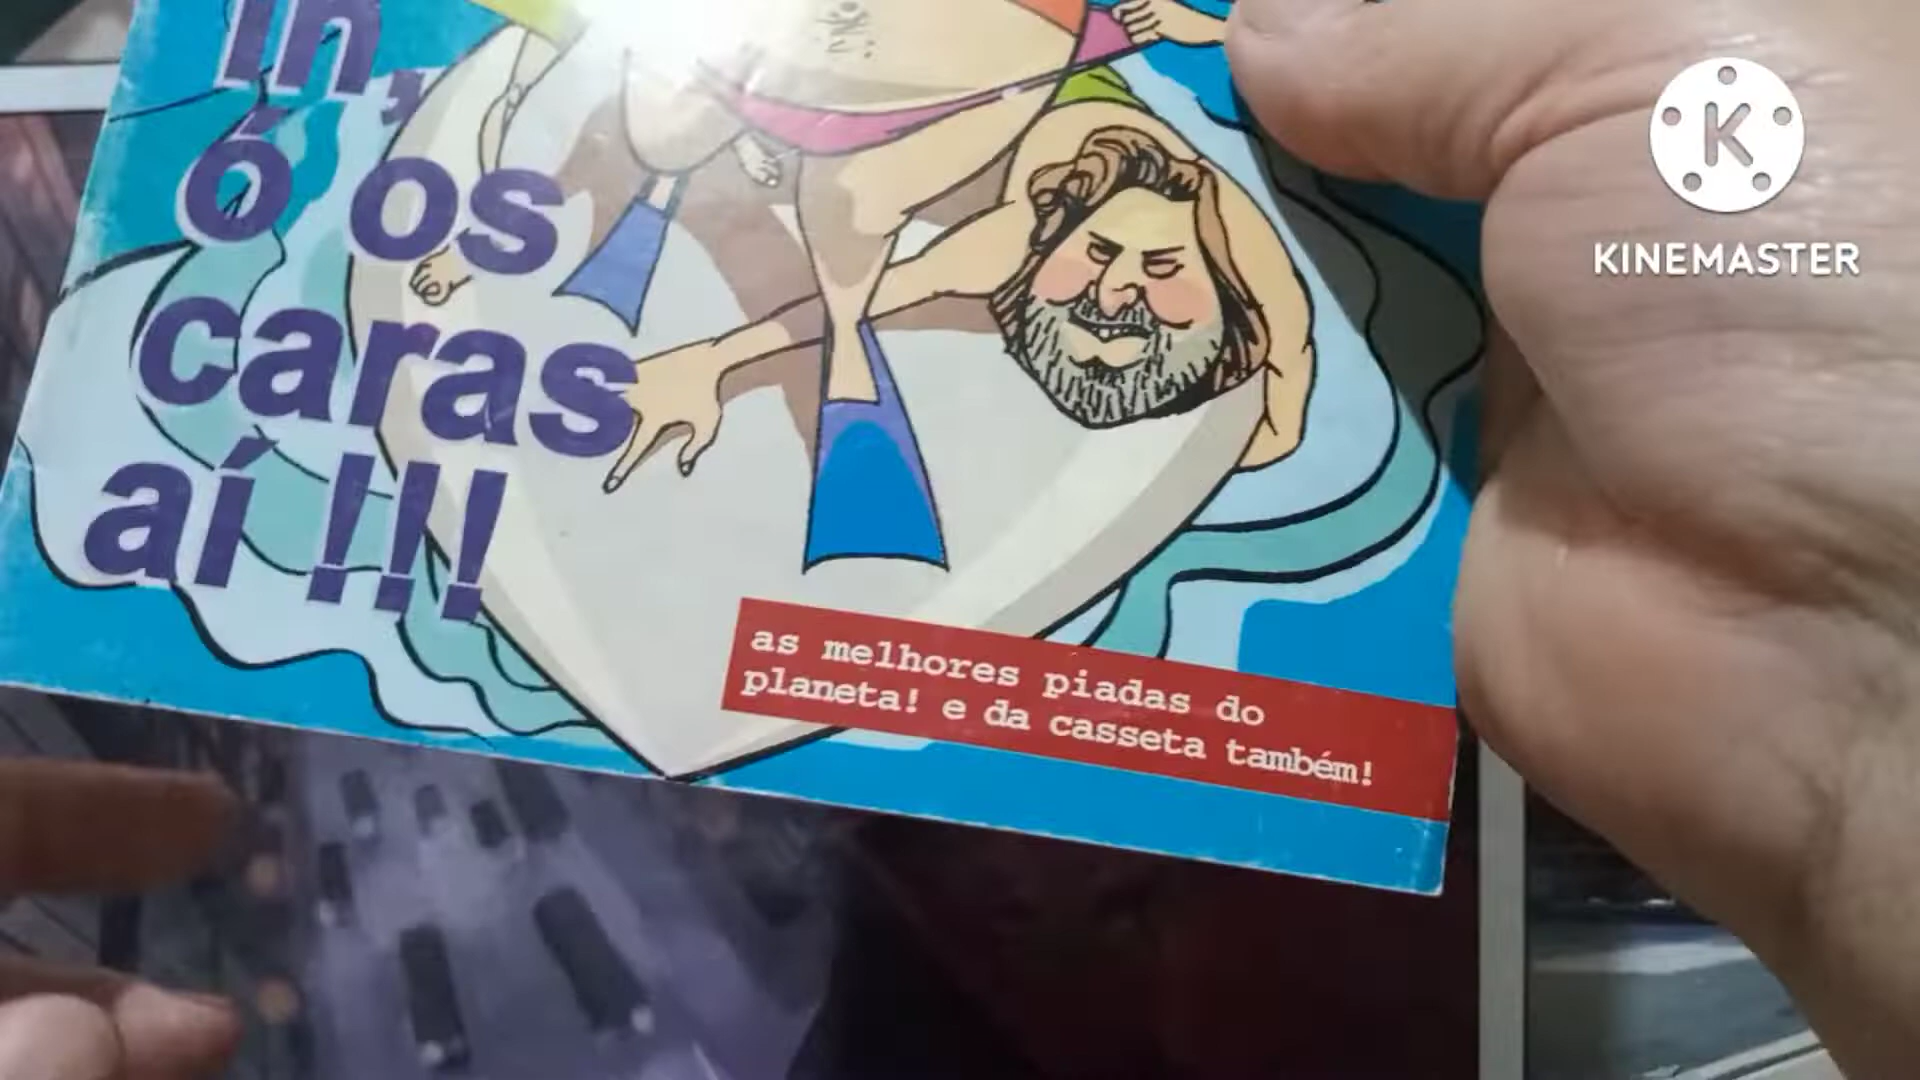 ih,
ó os
caras
aí !!!
as melhores piadas do
planeta! e da casseta também!
K
KINEMASTER